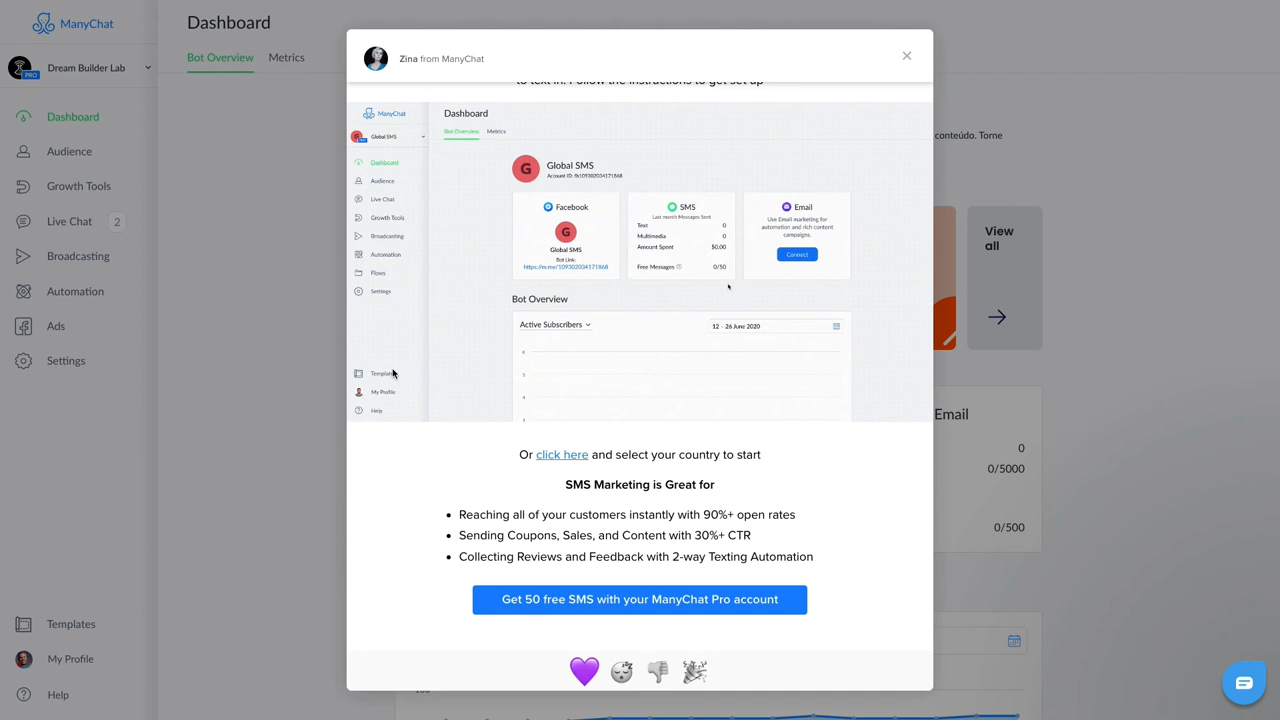 ManyChat
Dashboard
Dream Builder Lab
PRO
Bot Overview
Metrics
Dashboard
Audience
Growth Tools
Live Chat
2
Broadcasting
Automation
Ads
Settings
Templates
My Profile
Help
Zina from ManyChat
to text in. Follow the instructions to get set up
ManyChat
Dashboard
Global SMS
Bot Overview
Metrics
Dashboard
Audience
Live Chat
Growth Tools
Broadcasting
Automation
Flows
Settings
My Profile
Help
G
Global SMS
Account ID: fb109302034171868
Facebook
G
Global SMS
Bot Link:
https://m.me/109302034171868
SMS
Last month Messages Sent
Text 0
Multimedia 0
Amount Spent $0.00
Free Messages 0/50
Email
Use Email marketing for
automation and rich content
campaigns.
Connect
Bot Overview
Active Subscribers
12 - 26 June 2020
6
5
4
3
Or click here and select your country to start
SMS Marketing is Great for
• Reaching all of your customers instantly with 90%+ open rates
• Sending Coupons, Sales, and Content with 30%+ CTR
• Collecting Reviews and Feedback with 2-way Texting Automation
Get 50 free SMS with your ManyChat Pro account
conteúdo. Torne
View
all
Email
0
0/5000
0/500